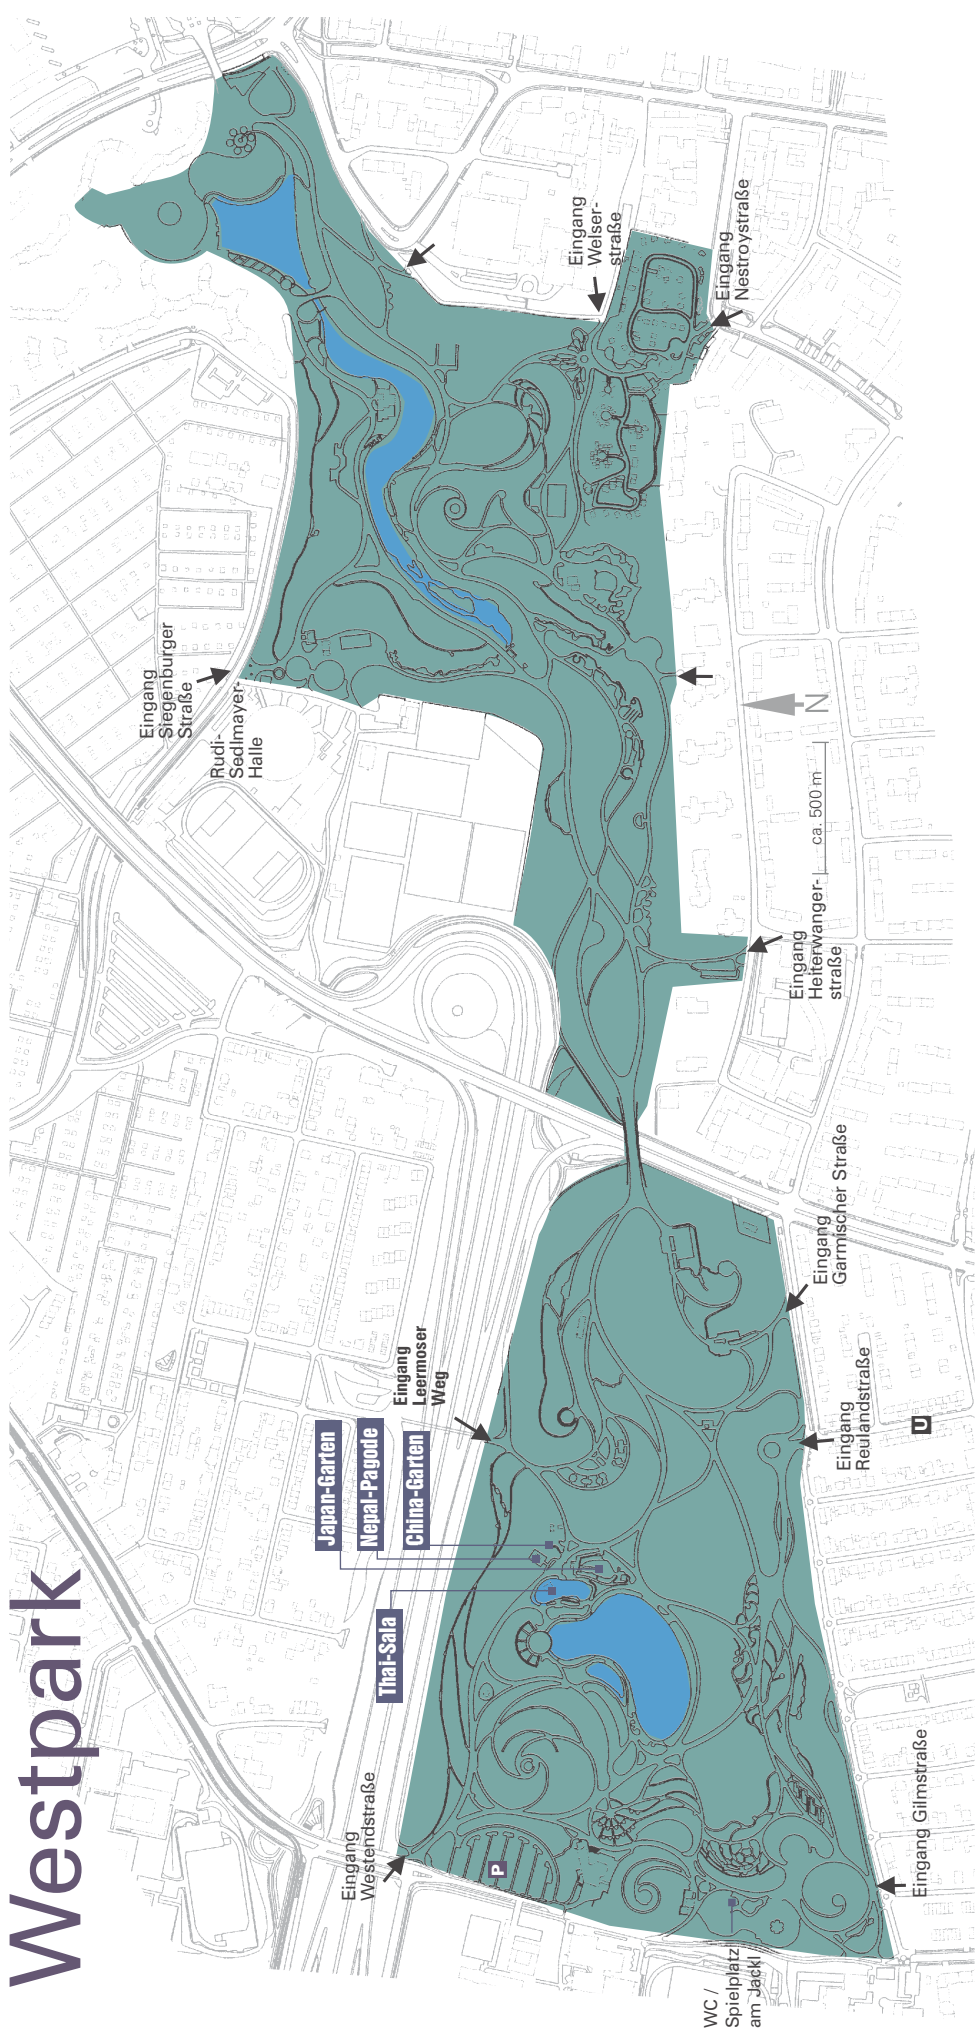 Westpark
Eingang
Westendstraße
Thai-Sala
Japan-Garten
Nepal-Pagode
China-Garten
Eingang
Leermoser
Weg
Eingang
Siegenburger
Straße
Rudi-
Sedlmayer-
Halle
Eingang
Welser-
straße
Eingang
Nestroystraße
N
ca. 500 m
Eingang
Heiterwanger-
straße
Eingang
Garmischer Straße
Eingang
Reulandstraße
U
Eingang Gilmstraße
P
WC /
Spielplatz
am Jackl